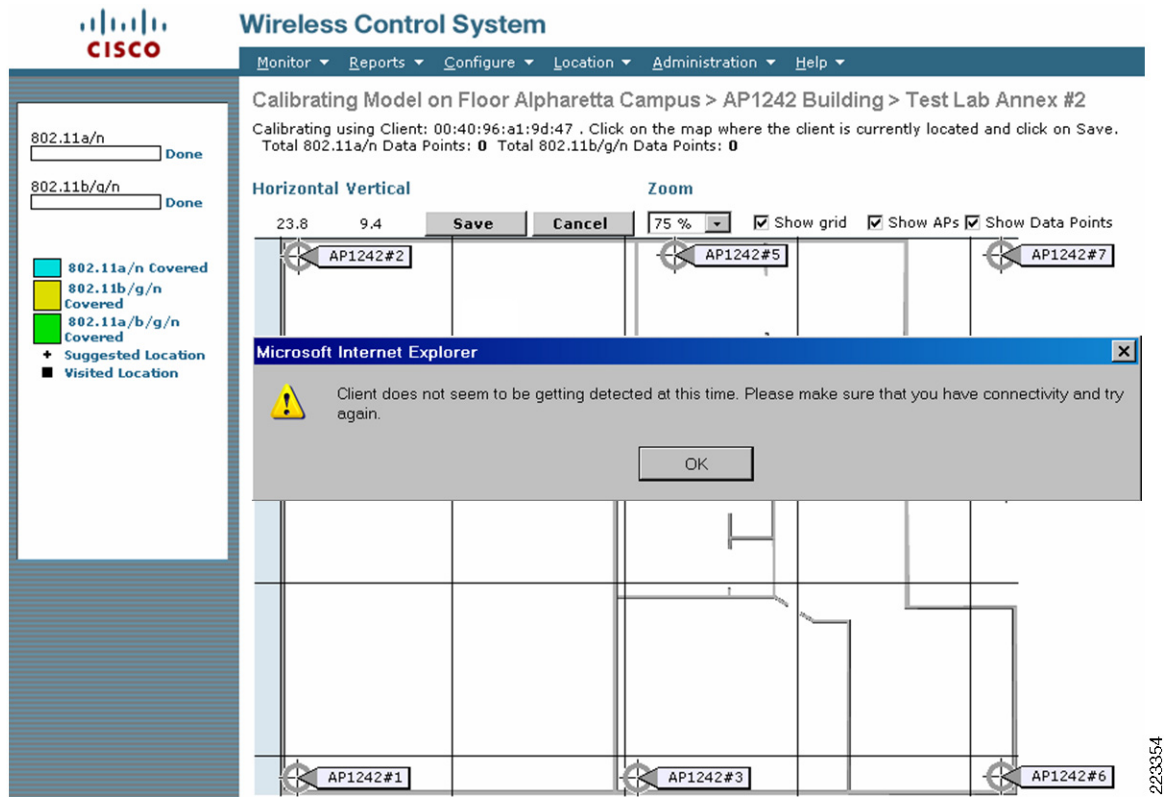 CISCO
Wireless Control System
Monitor Reports Configure Location Administration Help
Calibrating Model on Floor Alpharetta Campus > AP1242 Building > Test Lab Annex #2
Calibrating using Client: 00:40:96:a1:9d:47 . Click on the map where the client is currently located and click on Save.
Total 802.11a/n Data Points: 0 Total 802.11b/g/n Data Points: 0
802.11a/n
Done
802.11b/g/n
Done
802.11a/n Covered
802.11b/g/n
Covered
802.11a/b/g/n
Covered
Suggested Location
Visited Location
Horizontal Vertical Zoom
23.8 9.4 Save Cancel 75 % Show grid Show APs Show Data Points
AP1242#2 AP1242#5 AP1242#7
Microsoft Internet Explorer
Client does not seem to be getting detected at this time. Please make sure that you have connectivity and try
again.
OK
AP1242#1 AP1242#3 AP1242#6
223354